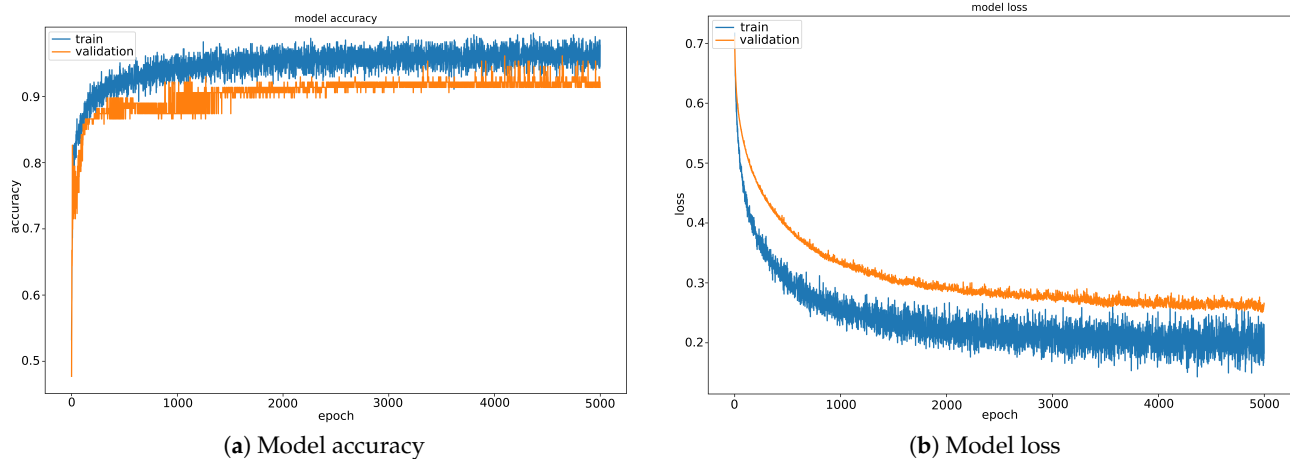 model accuracy
train
validation
0.9
0.8
0.7
0.6
0.5
accuracy
0
1000
2000
3000
4000
5000
epoch
(a) Model accuracy
model loss
train
validation
0.7
0.6
0.5
0.4
0.3
0.2
loss
0
1000
2000
3000
4000
5000
epoch
(b) Model loss